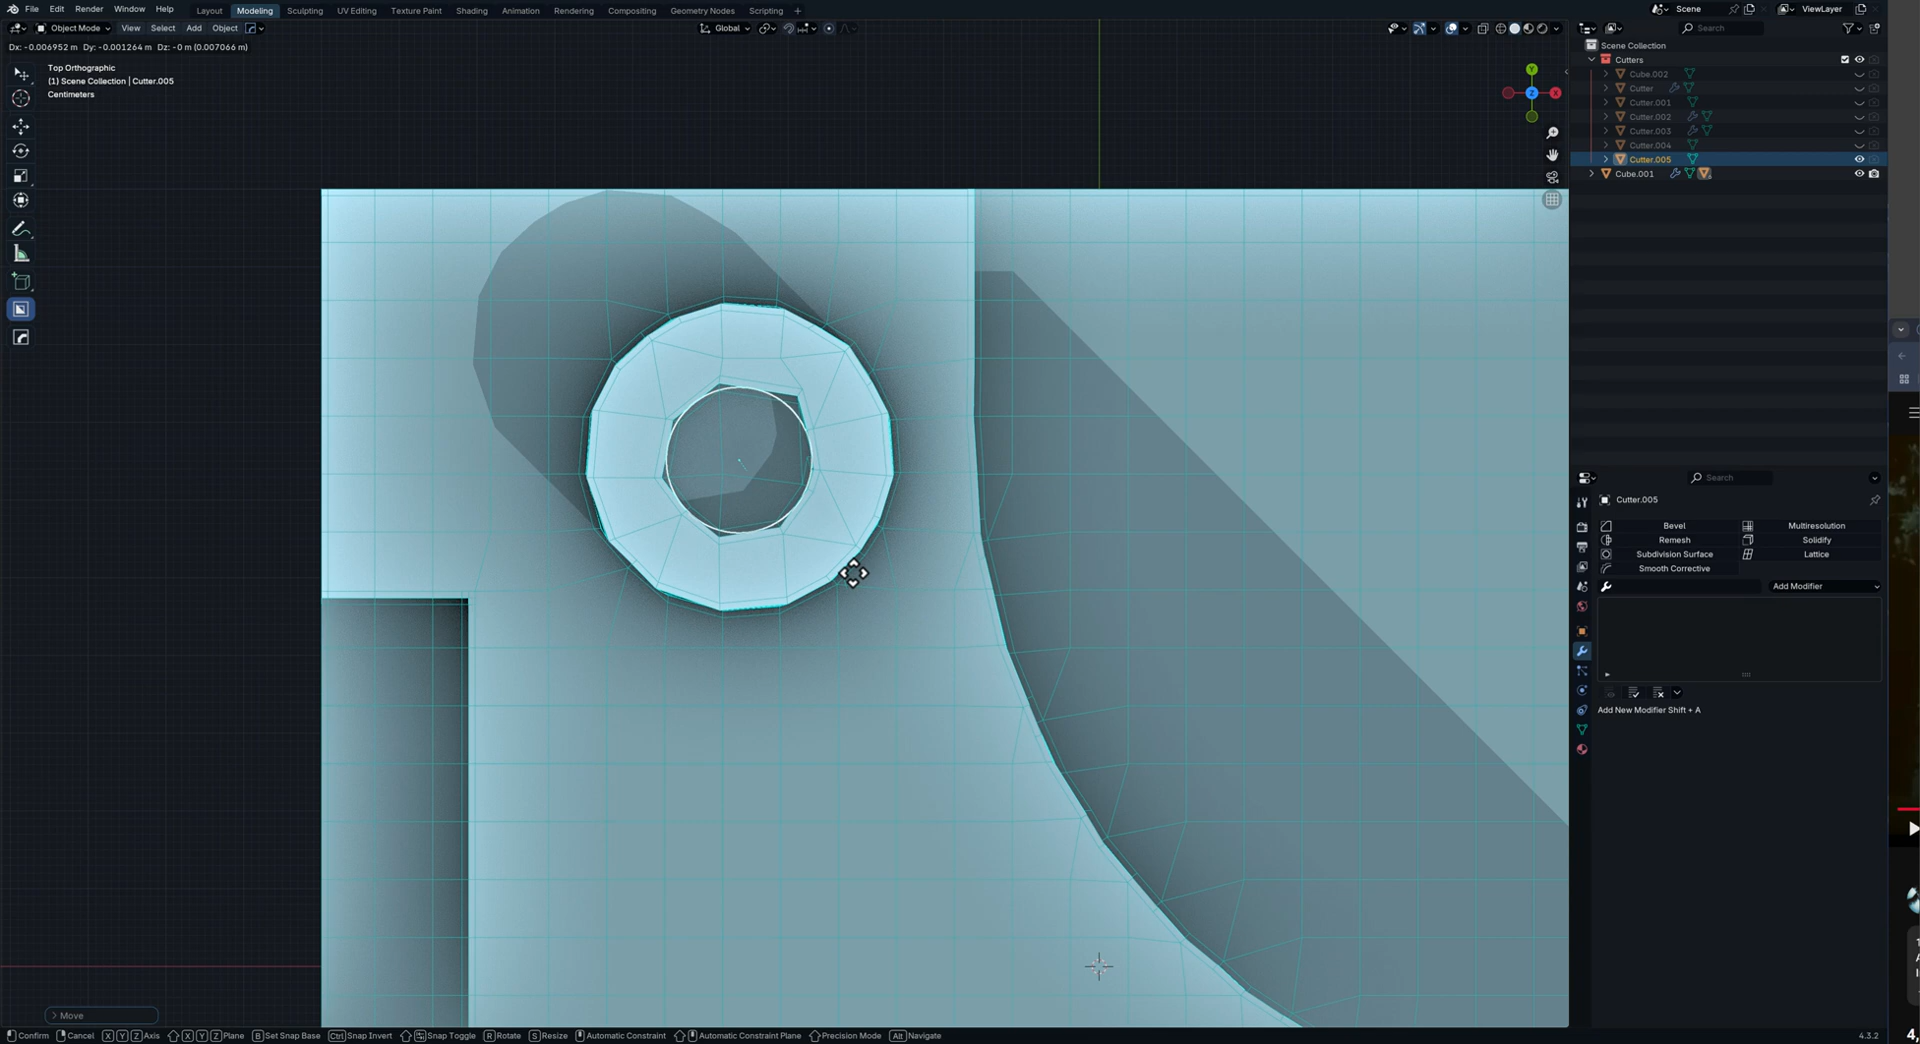 File Edit Render Window Help
Layout Modeling Sculpting UV Editing Texture Paint Shading Animation Rendering Compositing Geometry Nodes Scripting +
Scene
ViewLayer
Object Mode View Select Add Object
Global
Search
Dx: -0.006952 m Dy: -0.001264 m Dz: -0 m (0.007066 m)
Top Orthographic
(1) Scene Collection | Cutter.005
Centimeters
Y
Z
X
Scene Collection
Cutters
Cube.002
Cutter
Cutter.001
Cutter.002
Cutter.003
Cutter.004
Cutter.005
Cube.001
Search
Cutter.005
Bevel
Multiresolution
Remesh
Solidify
Subdivision Surface
Lattice
Smooth Corrective
Add Modifier
Add New Modifier Shift + A
Move
Confirm Cancel X Y Z Axis X Y Z Plane B Set Snap Base Ctrl Snap Invert Snap Toggle R Rotate S Resize Automatic Constraint Automatic Constraint Plane Precision Mode Alt Navigate
4.3.2